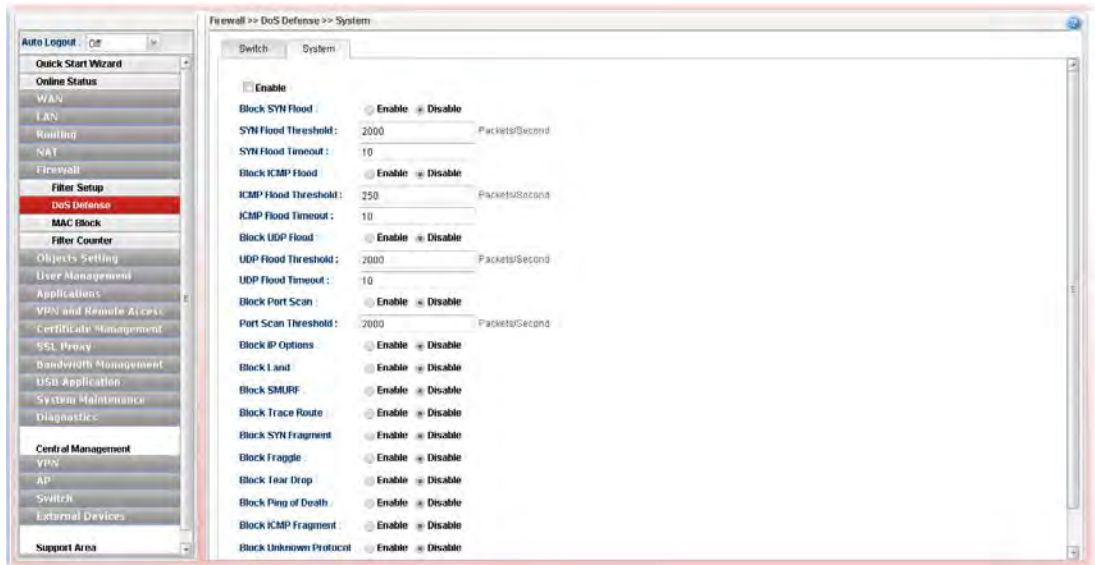 Firewall >> DoS Defense >> System
Auto Logout : Off
Quick Start Wizard
Online Status
WAN
LAN
Routing
NAT
Firewall
Filter Setup
DoS Defense
MAC Block
Filter Counter
Objects Setting
User Management
Applications
VPN and Remote Access
Certificate Management
SSL Proxy
Bandwidth Management
USB Application
System Maintenance
Diagnostics
Central Management
VPN
AP
Switch
External Devices
Support Area
Switch System
Enable
Block SYN Flood : Enable Disable
SYN Flood Threshold : 2000 Packets/Second
SYN Flood Timeout : 10
Block ICMP Flood Enable Disable
ICMP Flood Threshold : 250 Packets/Second
ICMP Flood Timeout : 10
Block UDP Flood : Enable Disable
UDP Flood Threshold : 2000 Packets/Second
UDP Flood Timeout : 10
Block Port Scan : Enable Disable
Port Scan Threshold : 2000 Packets/Second
Block IP Options : Enable Disable
Block Land : Enable Disable
Block SMURF : Enable Disable
Block Trace Route : Enable Disable
Block SYN Fragment Enable Disable
Block Fraggle : Enable Disable
Block Tear Drop : Enable Disable
Block Ping of Death : Enable Disable
Block ICMP Fragment : Enable Disable
Block Unknown Protocol Enable Disable